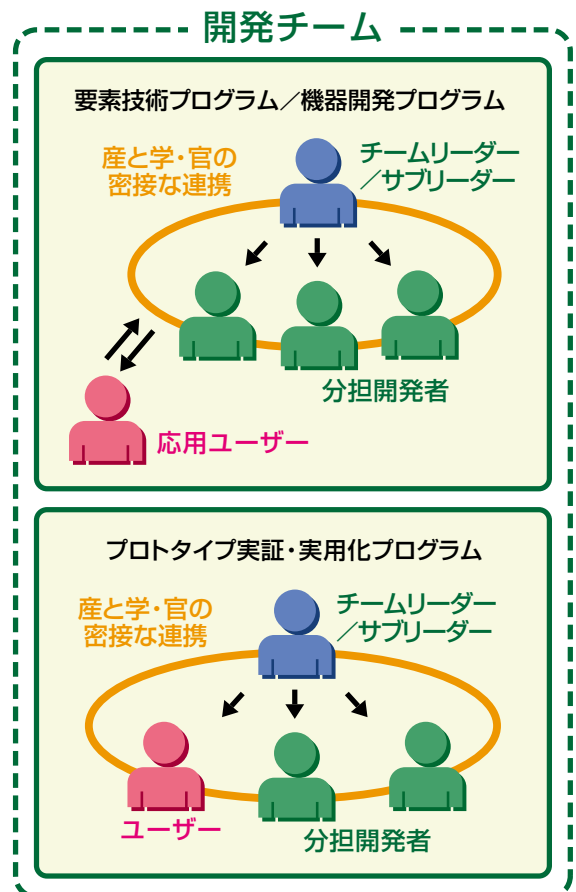 開発チーム
要素技術プログラム／機器開発プログラム
産と学・官の
密接な連携
チームリーダー
／サブリーダー
分担開発者
応用ユーザー
プロトタイプ実証・実用化プログラム
産と学・官の
密接な連携
チームリーダー
／サブリーダー
ユーザー
分担開発者